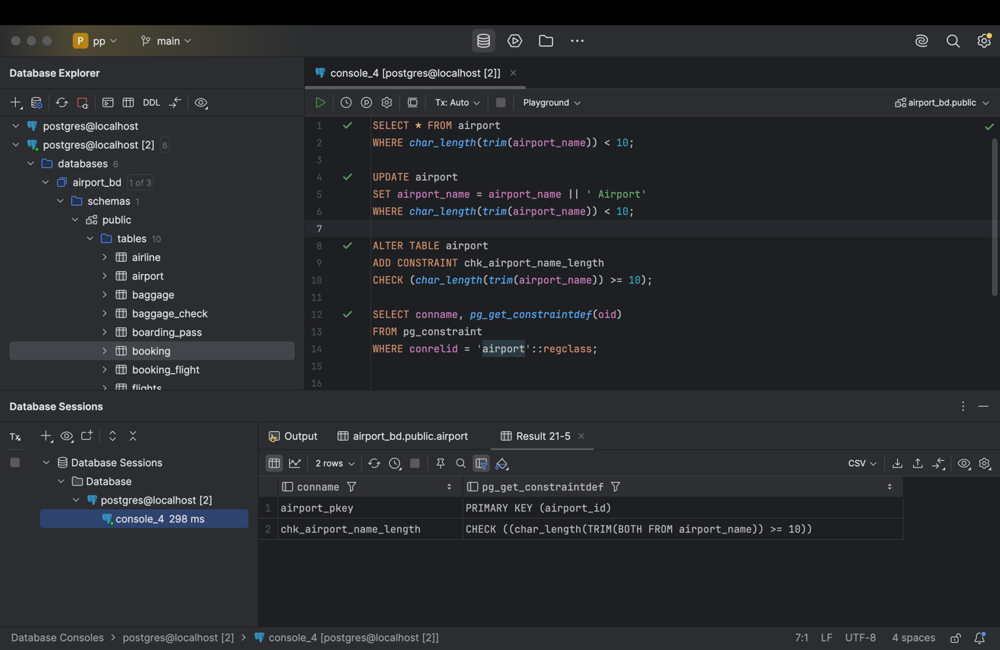 P pp
main
Database Explorer
console_4 [postgres@localhost [2]]
DDL
Tx: Auto
Playground
airport_bd.public
postgres@localhost
postgres@localhost [2] 6
databases 6
airport_bd 1 of 3
schemas 1
public
tables 10
airline
airport
baggage
baggage_check
boarding_pass
booking
booking_flight
flights
1 SELECT * FROM airport
2 WHERE char_length(trim(airport_name)) < 10;
3
4 UPDATE airport
5 SET airport_name = airport_name || ' Airport'
6 WHERE char_length(trim(airport_name)) < 10;
7
8 ALTER TABLE airport
9 ADD CONSTRAINT chk_airport_name_length
10 CHECK (char_length(trim(airport_name)) >= 10);
11
12 SELECT conname, pg_get_constraintdef(oid)
13 FROM pg_constraint
14 WHERE conrelid = 'airport'::regclass;
15
16
Database Sessions
Tx
Database Sessions
Database
postgres@localhost [2]
console_4 298 ms
Output
airport_bd.public.airport
Result 21-5
2 rows
CSV
conname pg_get_constraintdef
1 airport_pkey PRIMARY KEY (airport_id)
2 chk_airport_name_length CHECK ((char_length(TRIM(BOTH FROM airport_name)) >= 10))
Database Consoles > postgres@localhost [2] > console_4 [postgres@localhost [2]]
7:1 LF UTF-8 4 spaces